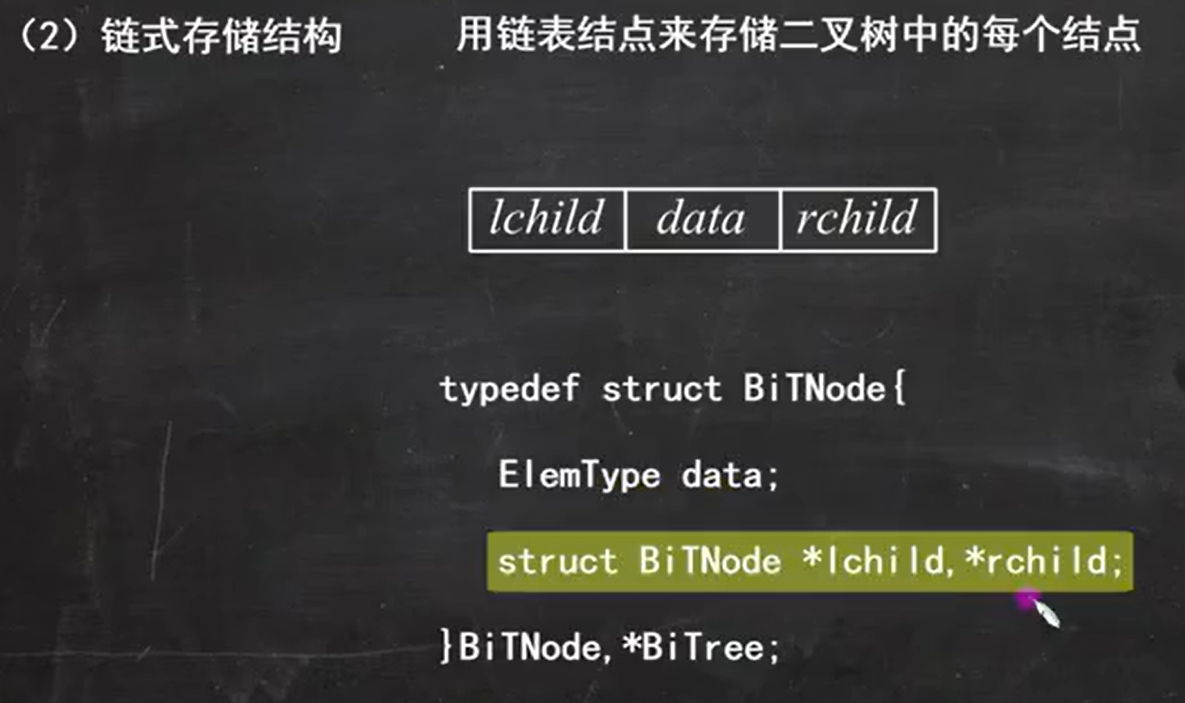 （2）链式存储结构 用链表结点来存储二叉树中的每个结点
lchild data rchild
typedef struct BiTNode{
ElemType data;
struct BiTNode *lchild,*rchild;
}BiTNode,*BiTree;